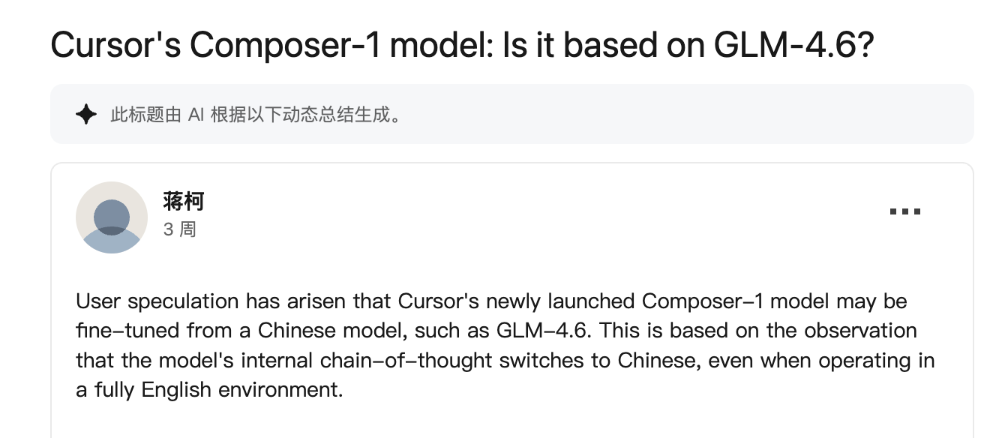 Cursor's Composer-1 model: Is it based on GLM-4.6?
此标题由 AI 根据以下动态总结生成。
蒋柯
3 周
User speculation has arisen that Cursor's newly launched Composer-1 model may be
fine-tuned from a Chinese model, such as GLM-4.6. This is based on the observation
that the model's internal chain-of-thought switches to Chinese, even when operating in
a fully English environment.